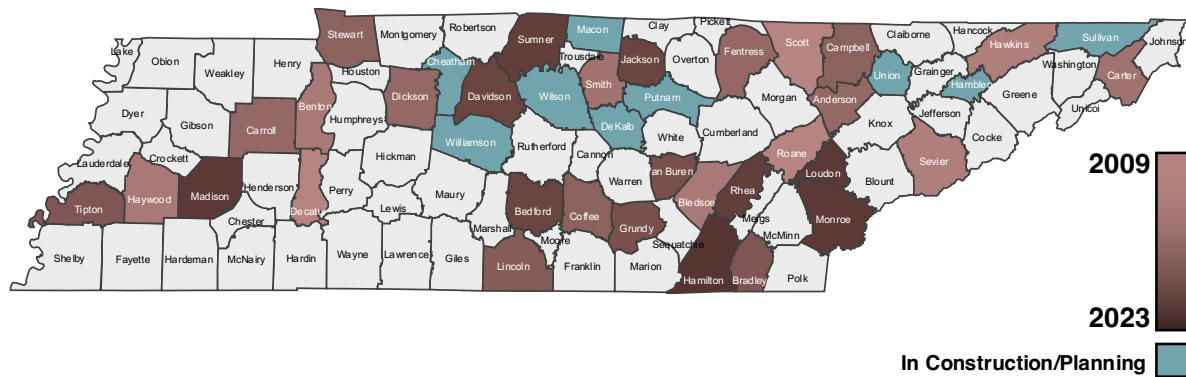 Stewart
Montgomery
Robertson
Sumner
Macon
Clay
Picket
Fentress
Scott
Campbell
Claiborne
Hancock
Hawkins
Sullivan
Johnson
Lake
Obion
Weakley
Henry
Houston
Cheatham
Trousdale
Jackson
Overton
Union
Grainger
Hamblen
Washington
Carter
Greene
Unicoi
Dyer
Gibson
Carroll
Benton
Humphreys
Dickson
Davidson
Wilson
Smith
Putnam
Morgan
Anderson
Knox
Jefferson
Cocke
Lauderdale
Crockett
Hickman
Williamson
Rutherford
DeKalb
Cannon
White
Cumberland
Roane
Loudon
Blount
Sevier
Tipton
Haywood
Madison
Henderson
Decatu
Perry
Lewis
Maury
Bedford
Coffee
Warren
an Buren
Bledsoe
Rhea
Meigs
Monroe
Chester
Marshall
Moore
Grundy
Sequatchie
McMinn
Shelby
Fayette
Hardeman
McNairy
Hardin
Wayne
Lawrence
Giles
Lincoln
Franklin
Marion
Hamilton
Bradley
Polk
2009
2023
In Construction/Planning